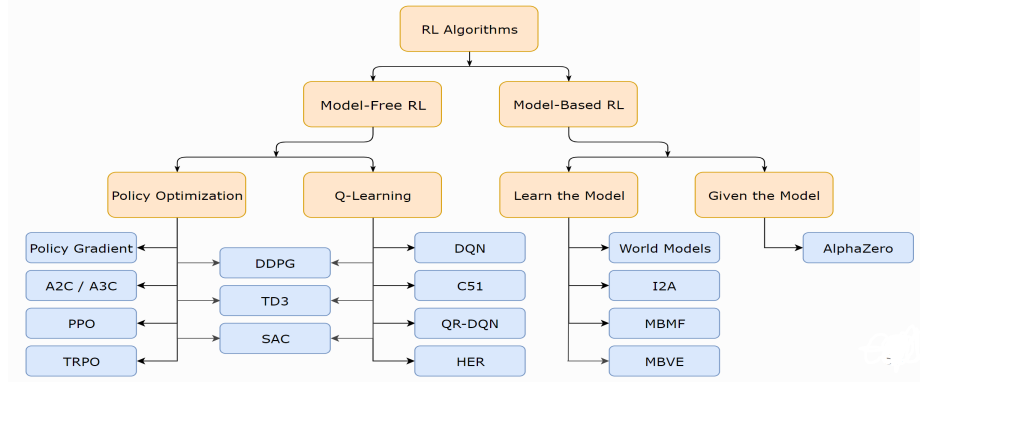 RL Algorithms
Model-Free RL
Model-Based RL
Policy Optimization
Q-Learning
Learn the Model
Given the Model
Policy Gradient
DDPG
DQN
World Models
AlphaZero
A2C / A3C
TD3
C51
I2A
PPO
SAC
QR-DQN
MBMF
TRPO
HER
MBVE